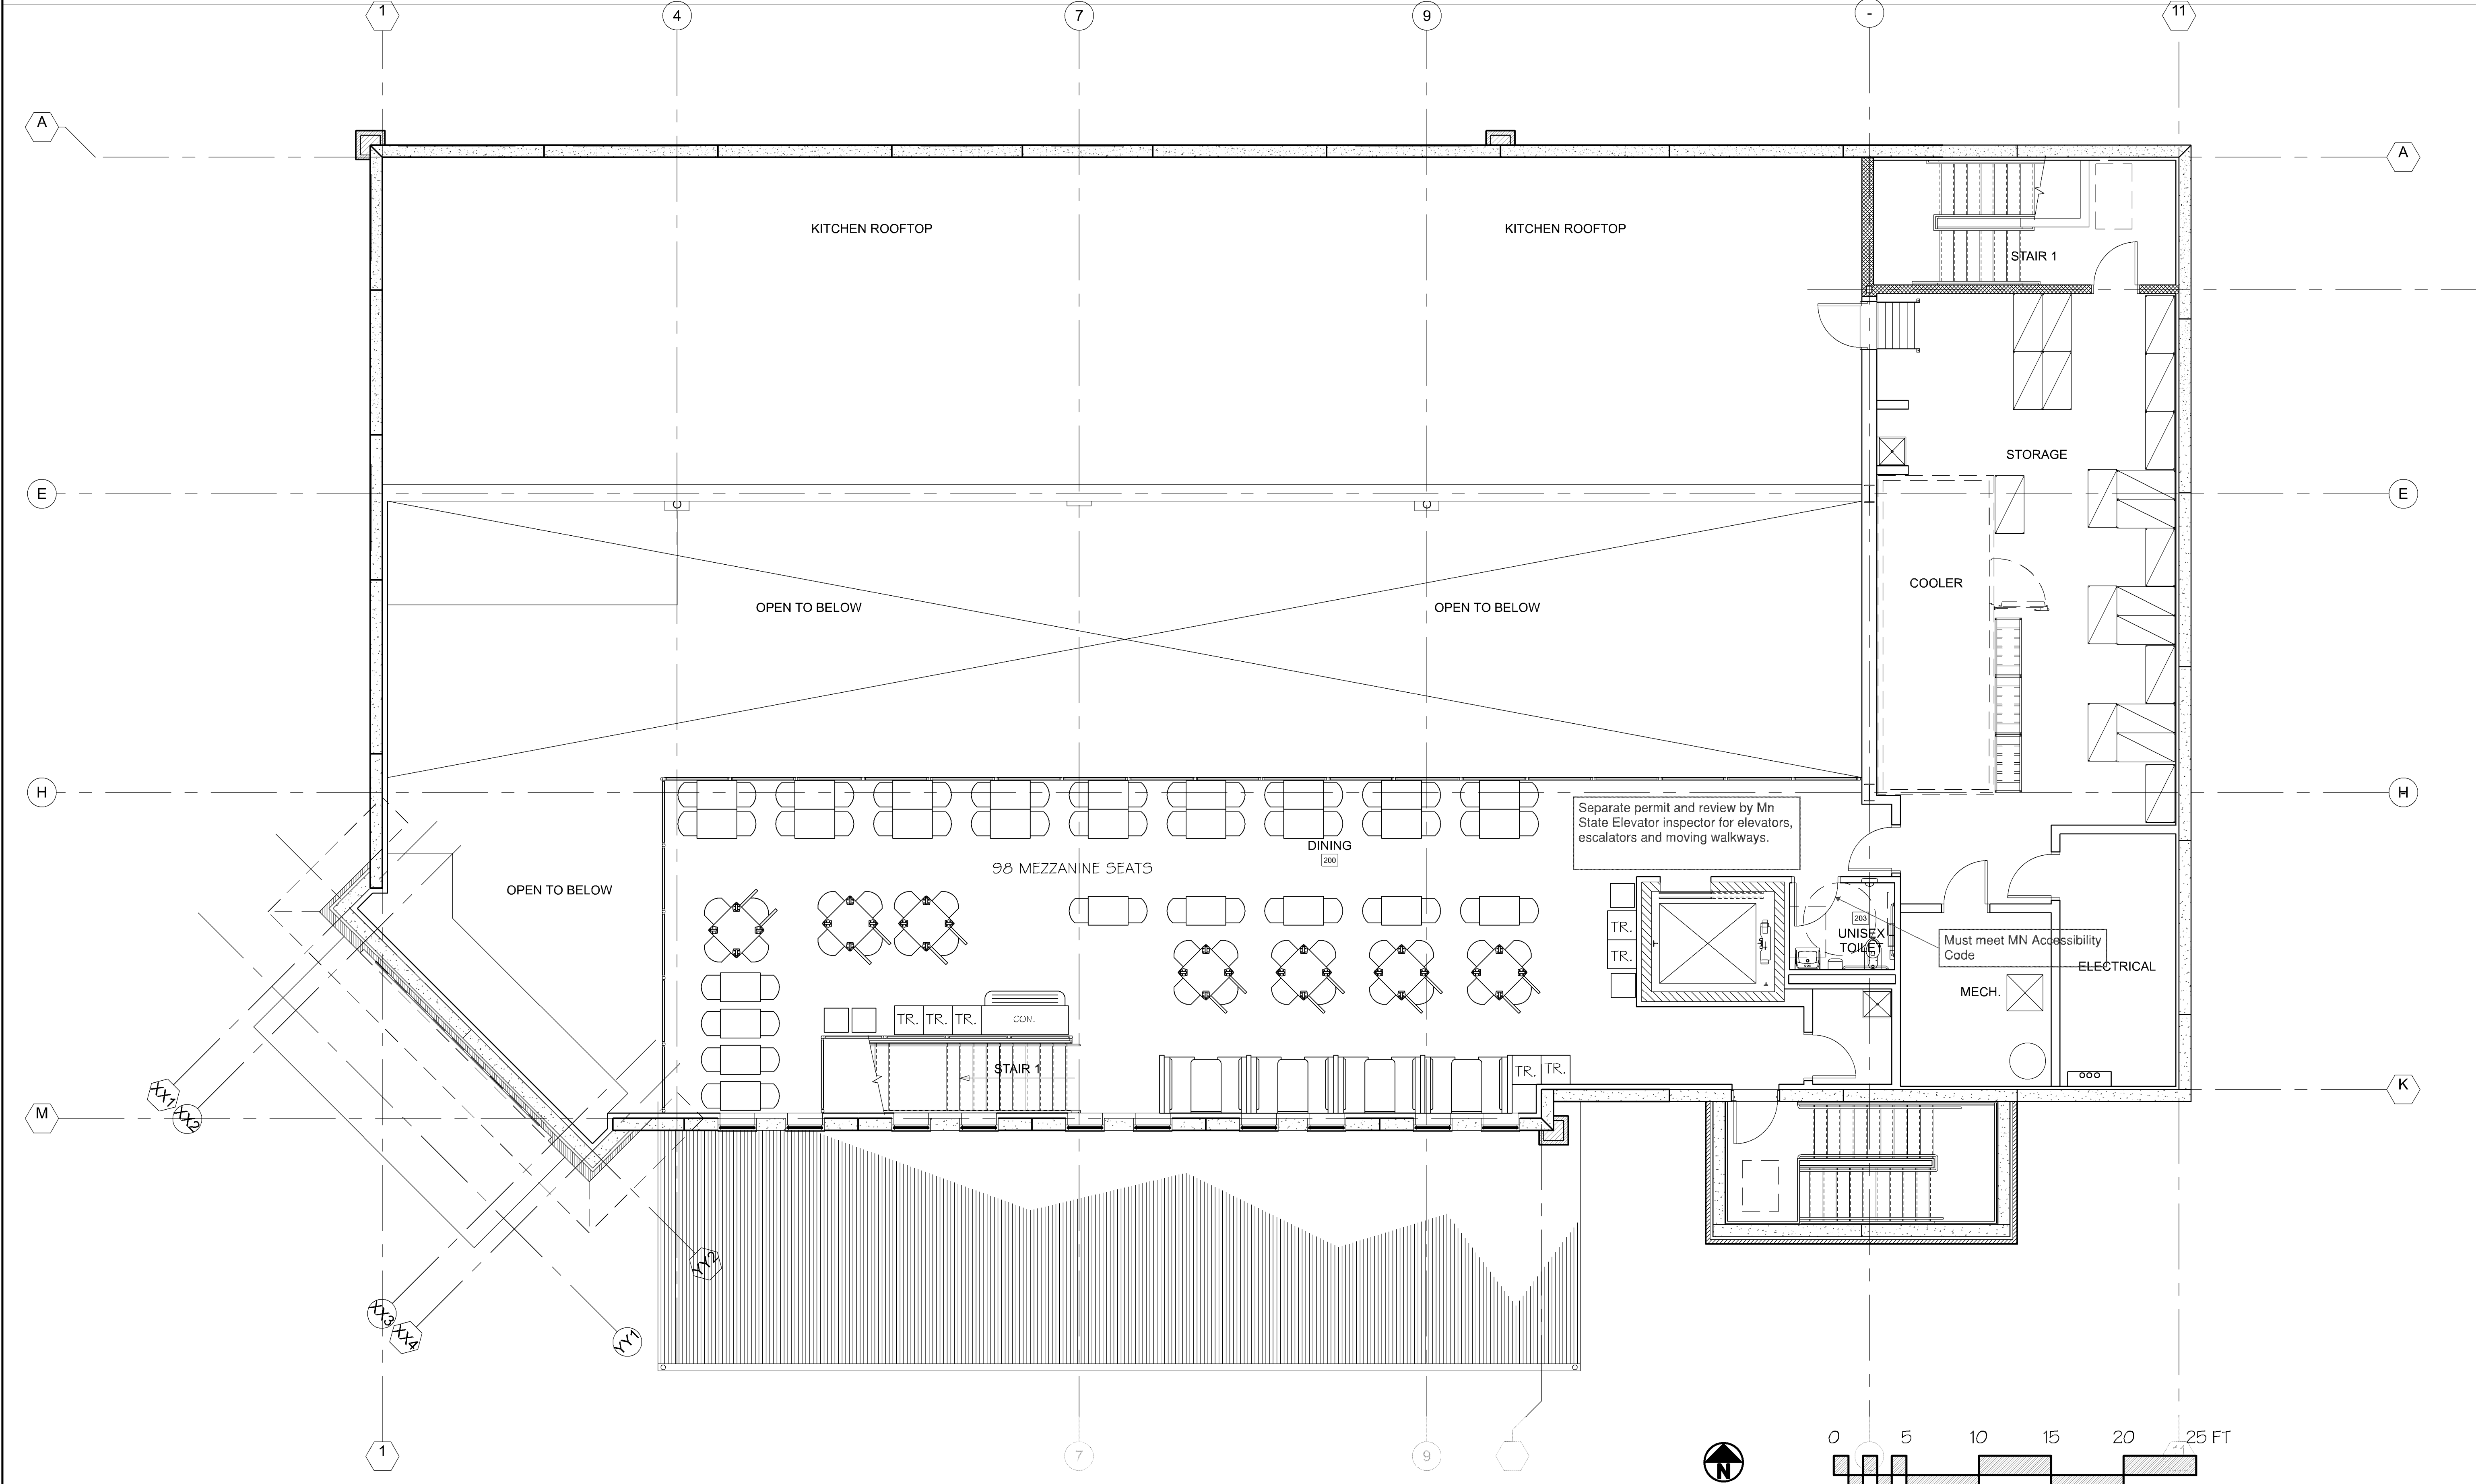 1
4
7
9
-
11
A
A
KITCHEN ROOFTOP
KITCHEN ROOFTOP
STAIR 1
STORAGE
E
E
COOLER
OPEN TO BELOW
OPEN TO BELOW
H
H
Separate permit and review by Mn
State Elevator inspector for elevators,
escalators and moving walkways.
DINING
200
98 MEZZANINE SEATS
OPEN TO BELOW
203
UNISEX
TOILET
Must meet MN Accessibility
Code
ELECTRICAL
MECH.
TR.
TR.
TR.
TR.
TR.
CON.
STAIR 1
TR.
TR.
XX1
XX2
M
K
YY2
XX3
XX4
YY1
1
7
9
11
N
0
5
10
15
20
25 FT